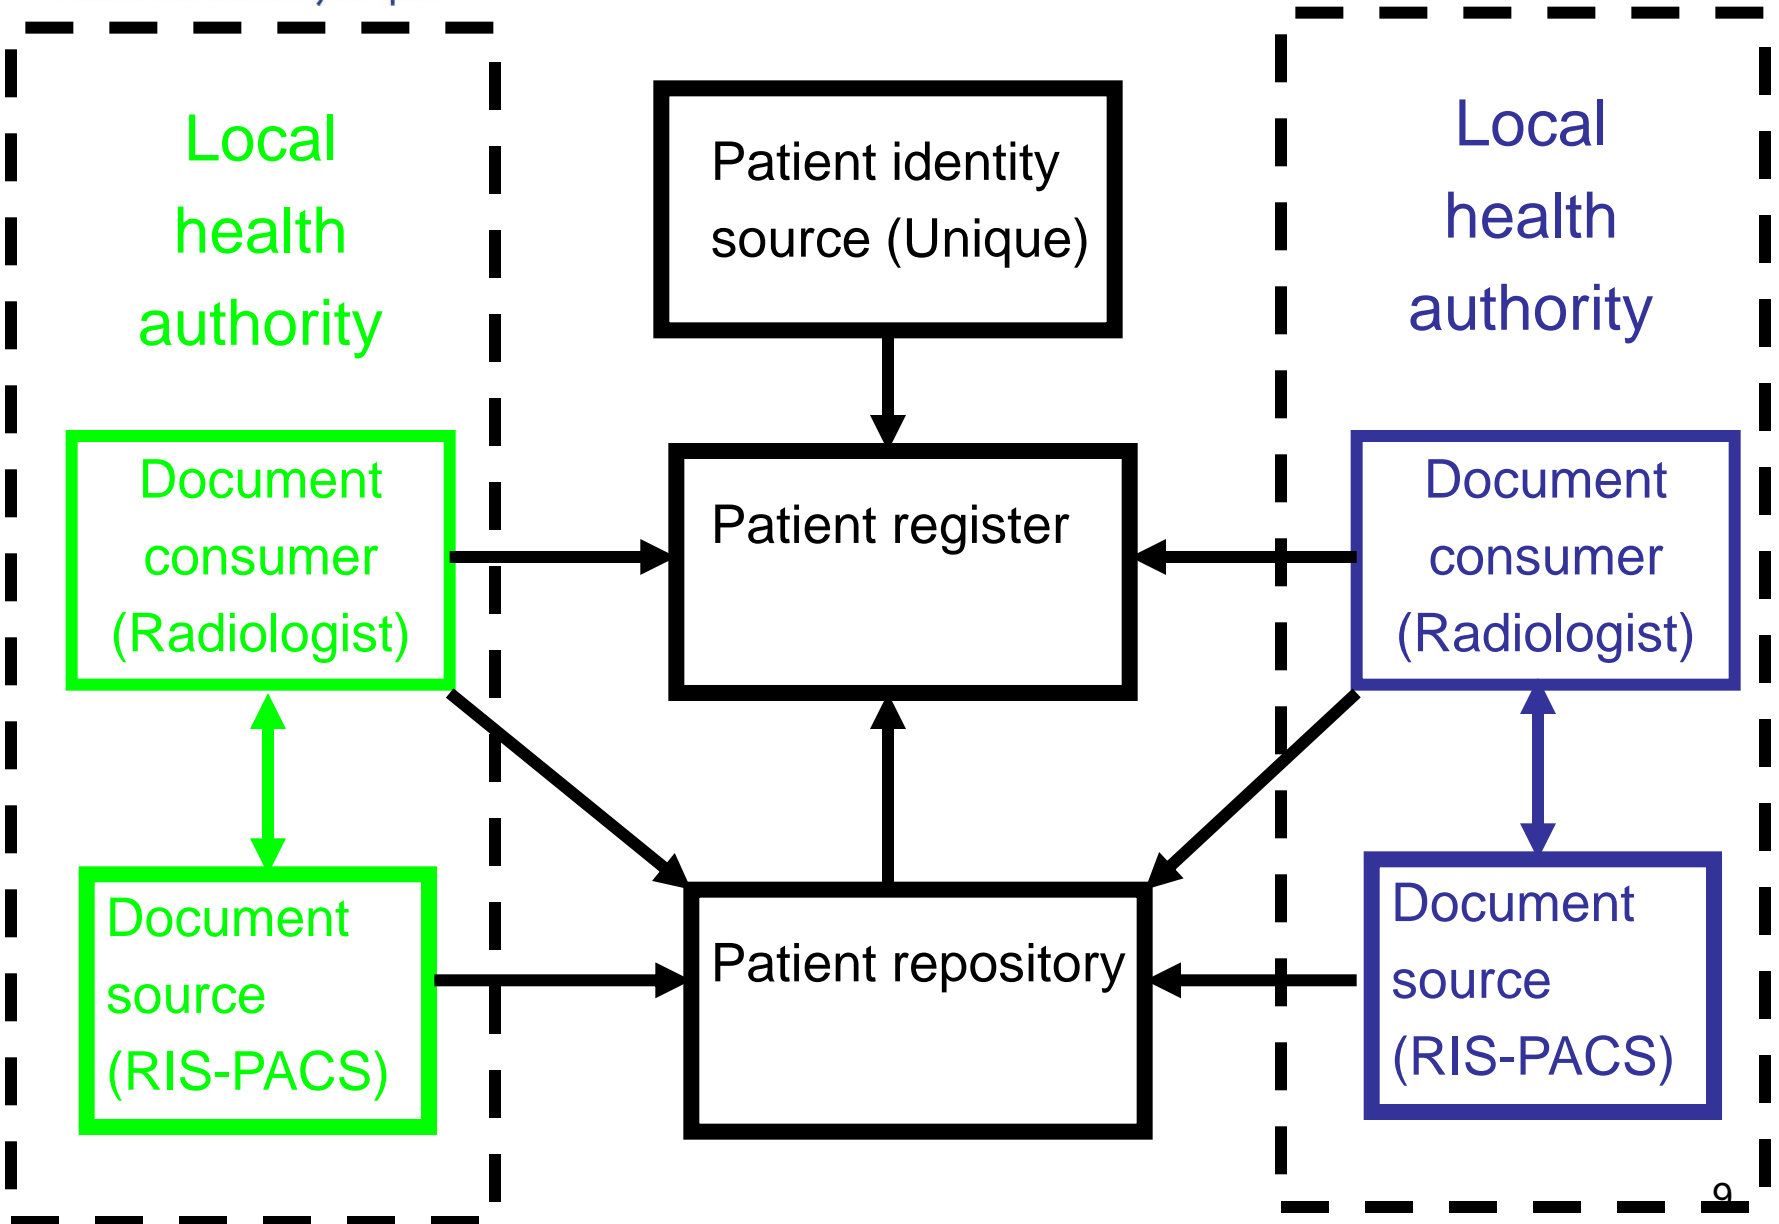 Local
health
authority
Document
consumer
(Radiologist)
Document
source
(RIS-PACS)
Patient identity
source (Unique)
Patient register
Patient repository
Local
health
authority
Document
consumer
(Radiologist)
Document
source
(RIS-PACS)
9